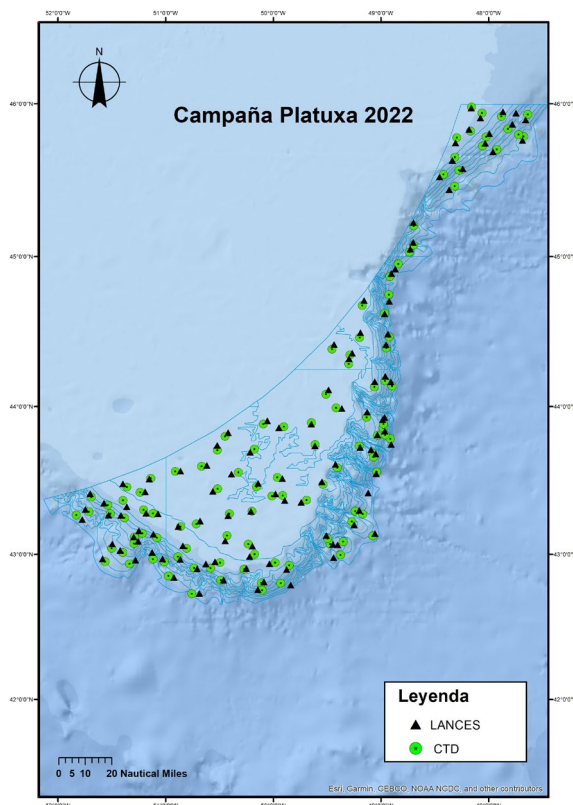 52°0'0"W 51°0'0"W 50°0'0"W 49°0'0"W 48°0'0"W
N
Campaña Platuxa 2022
46°0'0"N 46°0'0"N
45°0'0"N 45°0'0"N
44°0'0"N 44°0'0"N
43°0'0"N 43°0'0"N
42°0'0"N 42°0'0"N
Leyenda
LANCES
CTD
0 5 10 20 Nautical Miles
Esri, Garmin, GEBCO, NOAA NGDC, and other contributors